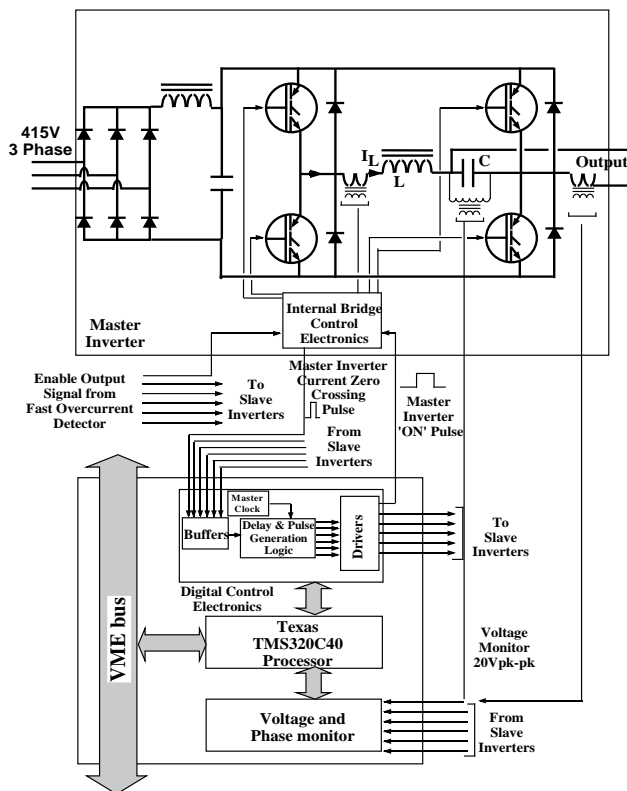 415V
3 Phase
IL
L
C
Output
Internal Bridge
Control
Electronics
Master
Inverter
Enable Output
Signal from
Fast Overcurrent
Detector
To
Slave
Inverters
Master Inverter
Current Zero
Crossing
Pulse
Master
Inverter
'ON' Pulse
From
Slave
Inverters
Master
Clock
Buffers
Delay & Pulse
Generation
Logic
Drivers
To
Slave
Inverters
Digital Control
Electronics
VME bus
Texas
TMS320C40
Processor
Voltage
Monitor
20Vpk-pk
Voltage and
Phase monitor
From
Slave
Inverters